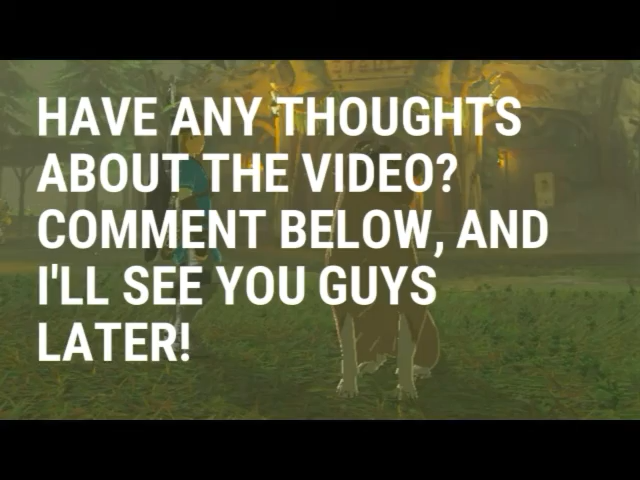 HAVE ANY THOUGHTS
ABOUT THE VIDEO?
COMMENT BELOW, AND
I'LL SEE YOU GUYS
LATER!